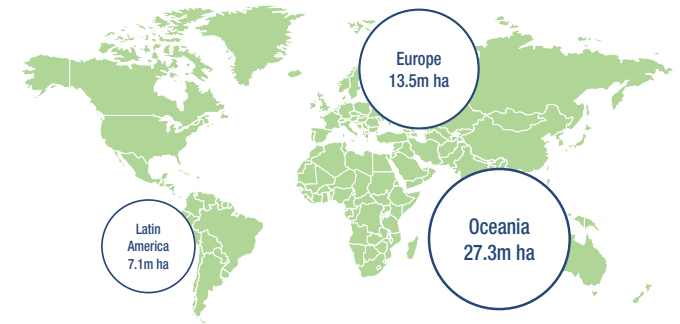 Europe
13.5m ha
Latin
America
7.1m ha
Oceania
27.3m ha